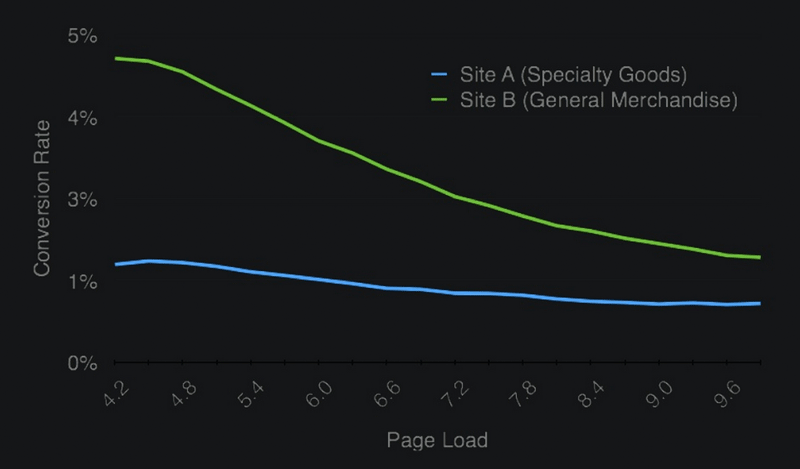 5%
Site A (Specialty Goods)
Site B (General Merchandise)
4%
3%
1%
0%
Conversion Rate
4.2 4.8 5.4 6.0 6.6 7.2 7.8 8.4 9.0 9.6
Page Load